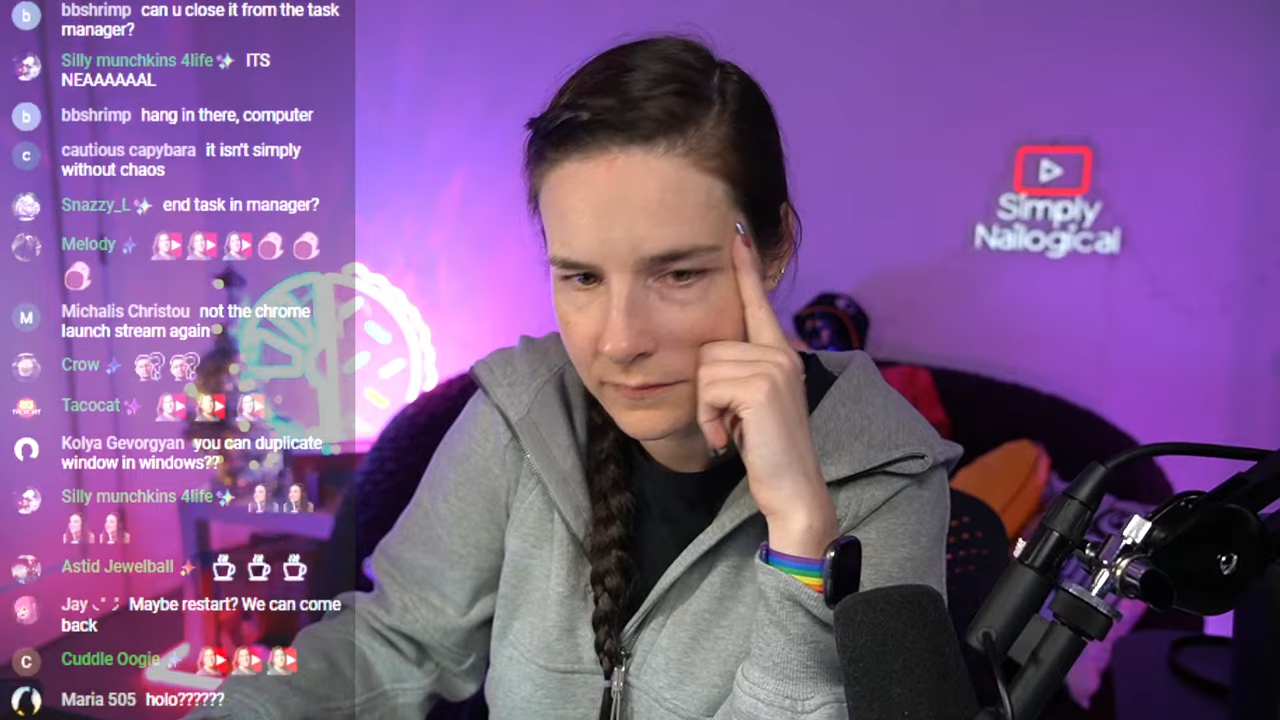 bbshrimp can u close it from the task
manager?
Silly munchkins 4life ITS
NEAAAAAAL
bbshrimp hang in there, computer
cautious capybara it isn't simply
without chaos
Snazzy_L end task in manager?
Melody
Michalis Christou not the chrome
launch stream again
Crow
Tacocat
Kolya Gevorgyan you can duplicate
window in windows??
Silly munchkins 4life
Astid Jewelball
Jay Maybe restart? We can come
back
Cuddle Oogie
Maria 505 holo??????
Simply
Nailogical